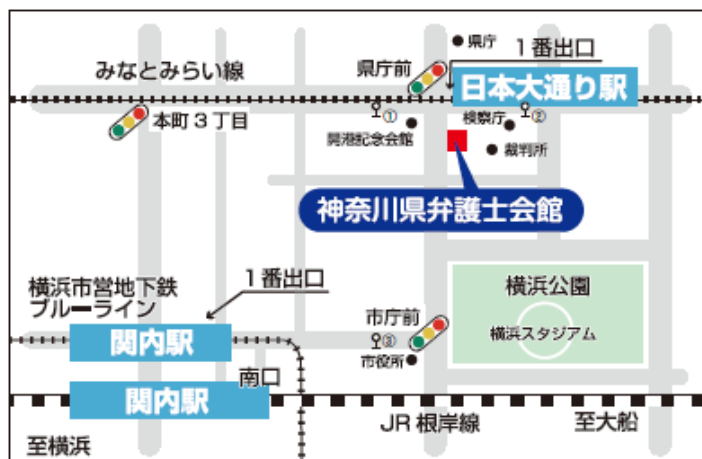 県庁
1番出口
みなとみらい線
県庁前
日本大通り駅
本町3丁目
①
開港記念会館
検察庁
②
裁判所
神奈川県弁護士会館
横浜市営地下鉄
ブルーライン
1番出口
関内駅
市庁前
③
市役所
横浜公園
横浜スタジアム
南口
関内駅
JR根岸線
至大船
至横浜